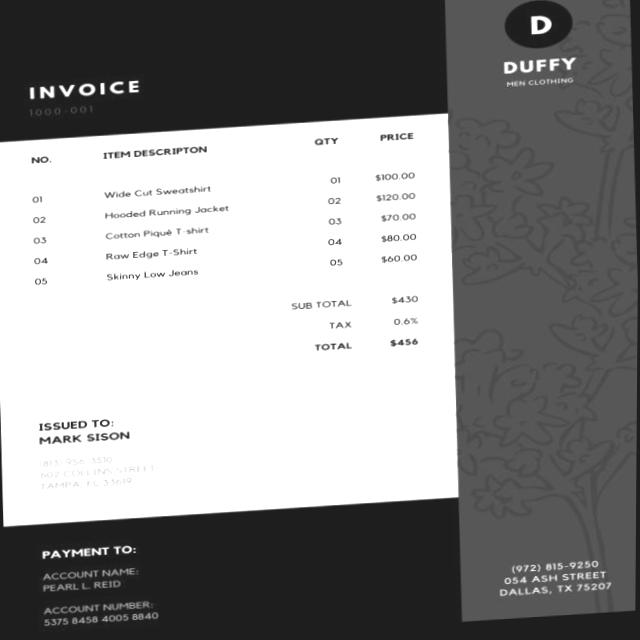 D
DUFFY
MEN CLOTHING
INVOICE
1000-001
NO. ITEM DESCRIPTON QTY PRICE
01 Wide Cut Sweatshirt 01 $100.00
02 Hooded Running Jacket 02 $120.00
03 Cotton Piqué T-shirt 03 $70.00
04 Raw Edge T-Shirt 04 $80.00
05 Skinny Low Jeans 05 $60.00
SUB TOTAL $430
TAX 0.6%
TOTAL $456
ISSUED TO:
MARK SISON
(813) 956-3510
602 COLLINS STREET
TAMPA, FL 33619
PAYMENT TO:
ACCOUNT NAME:
PEARL L. REID
ACCOUNT NUMBER:
5375 8458 4005 8840
(972) 815-9250
054 ASH STREET
DALLAS, TX 75207